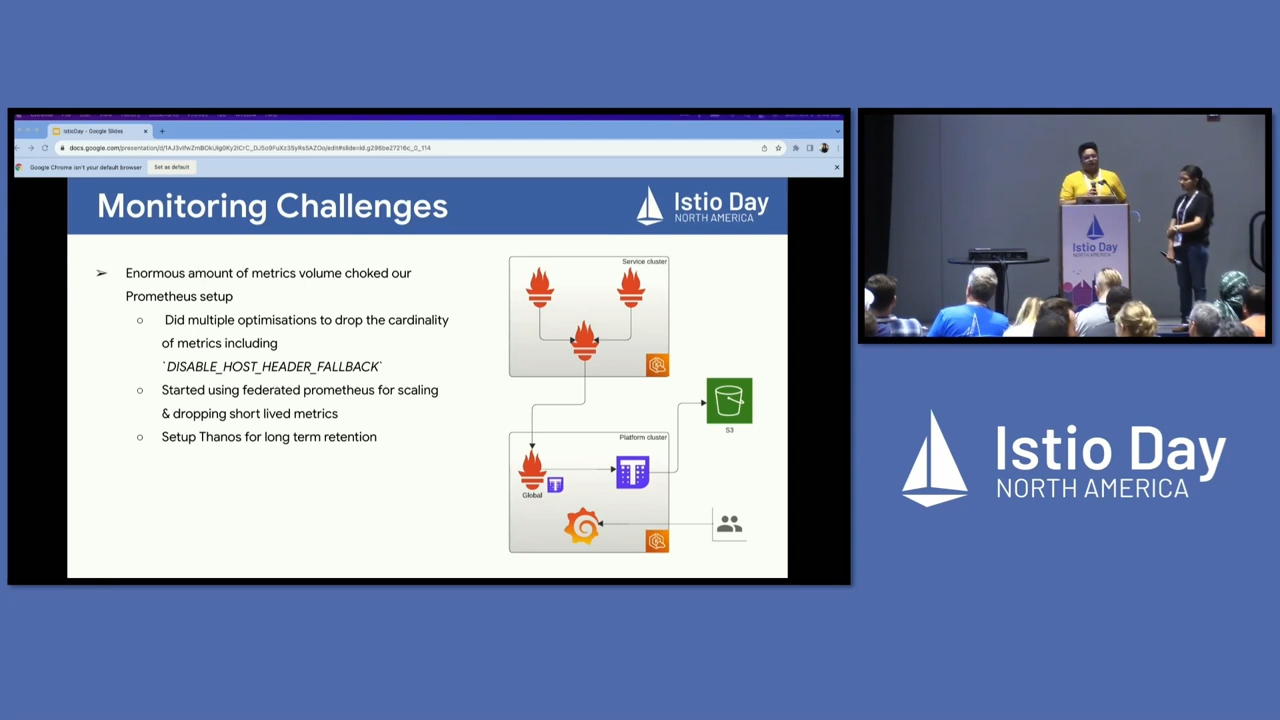 IstioDay - Google Slides
Google Chrome isn't your default browser
Set as default
Monitoring Challenges
Istio Day
NORTH AMERICA
Enormous amount of metrics volume choked our
Prometheus setup
Did multiple optimisations to drop the cardinality
of metrics including
`DISABLE_HOST_HEADER_FALLBACK`
Started using federated prometheus for scaling
& dropping short lived metrics
Setup Thanos for long term retention
Service cluster
S3
Platform cluster
Global
Istio Day
NORTH AMERICA
Istio Day
NORTH AMERICA